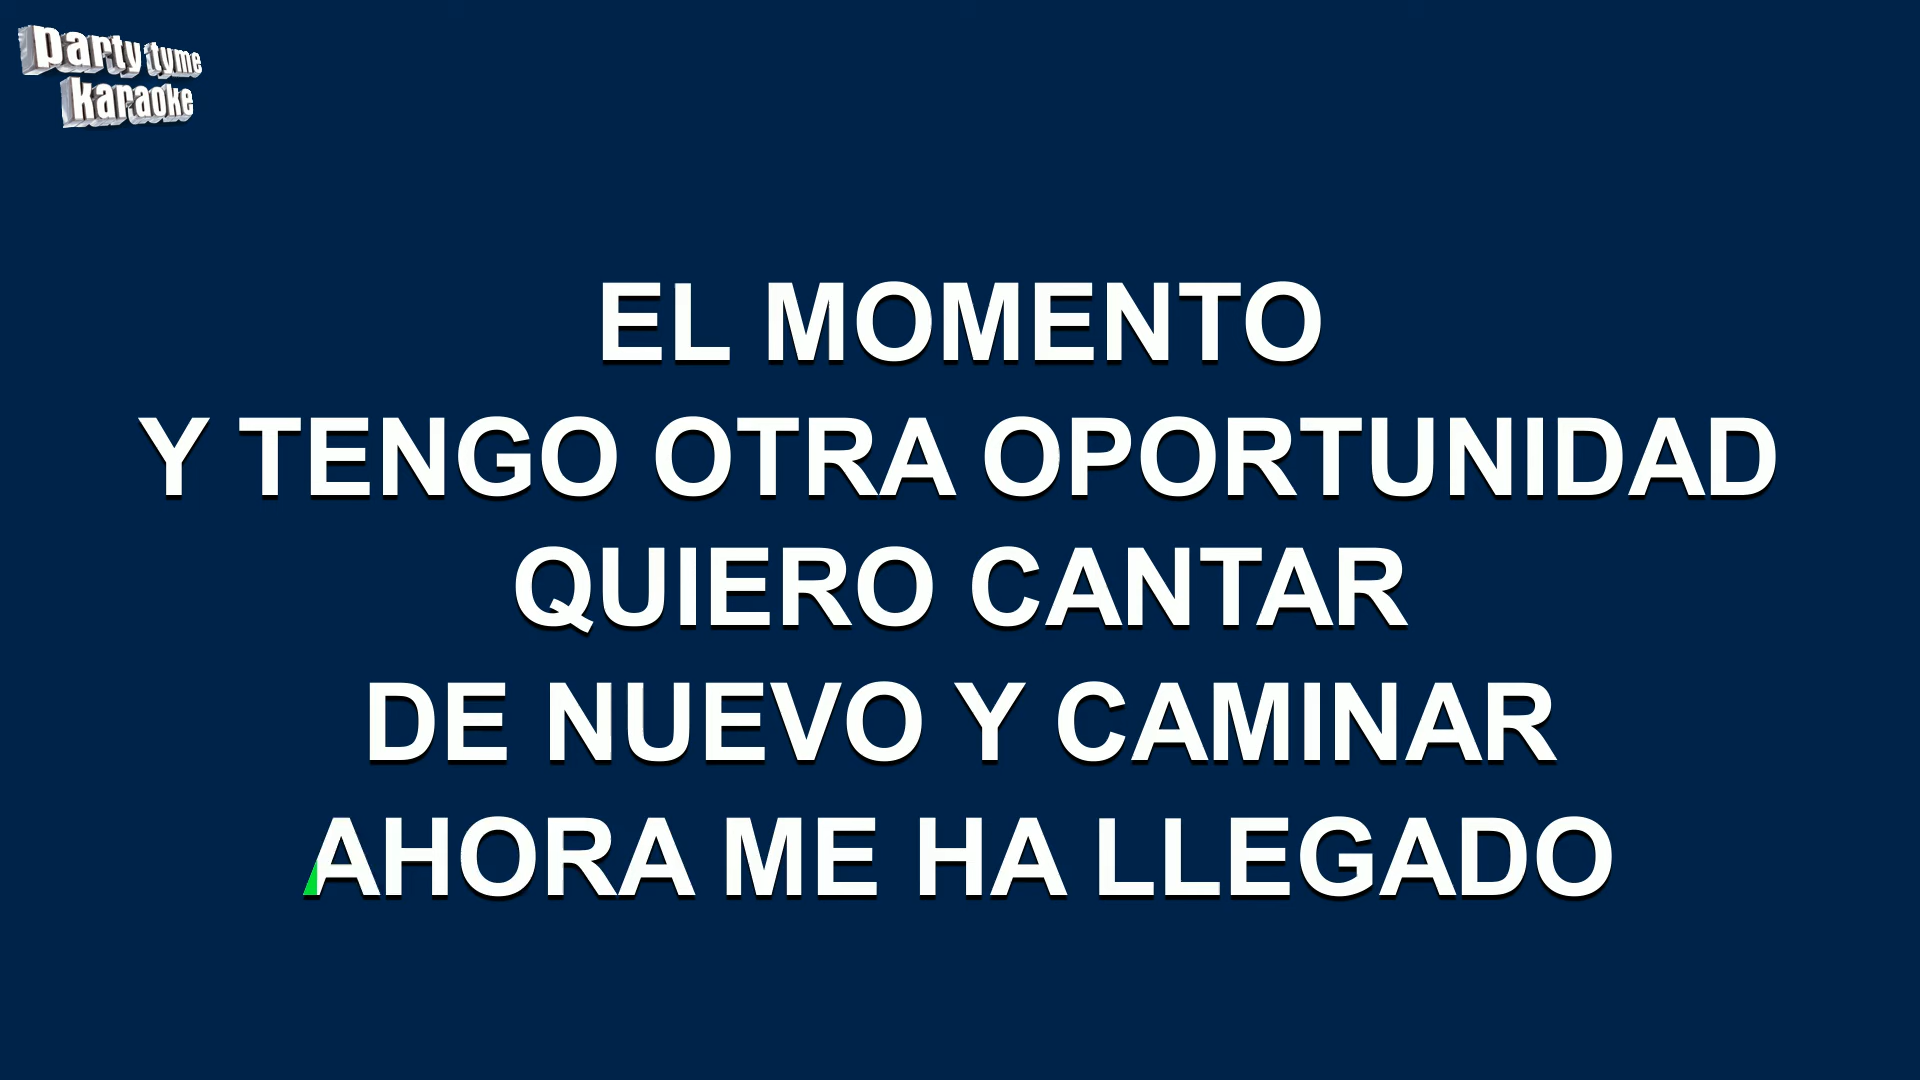 party tyme
karaoke
EL MOMENTO
Y TENGO OTRA OPORTUNIDAD
QUIERO CANTAR
DE NUEVO Y CAMINAR
AHORA ME HA LLEGADO